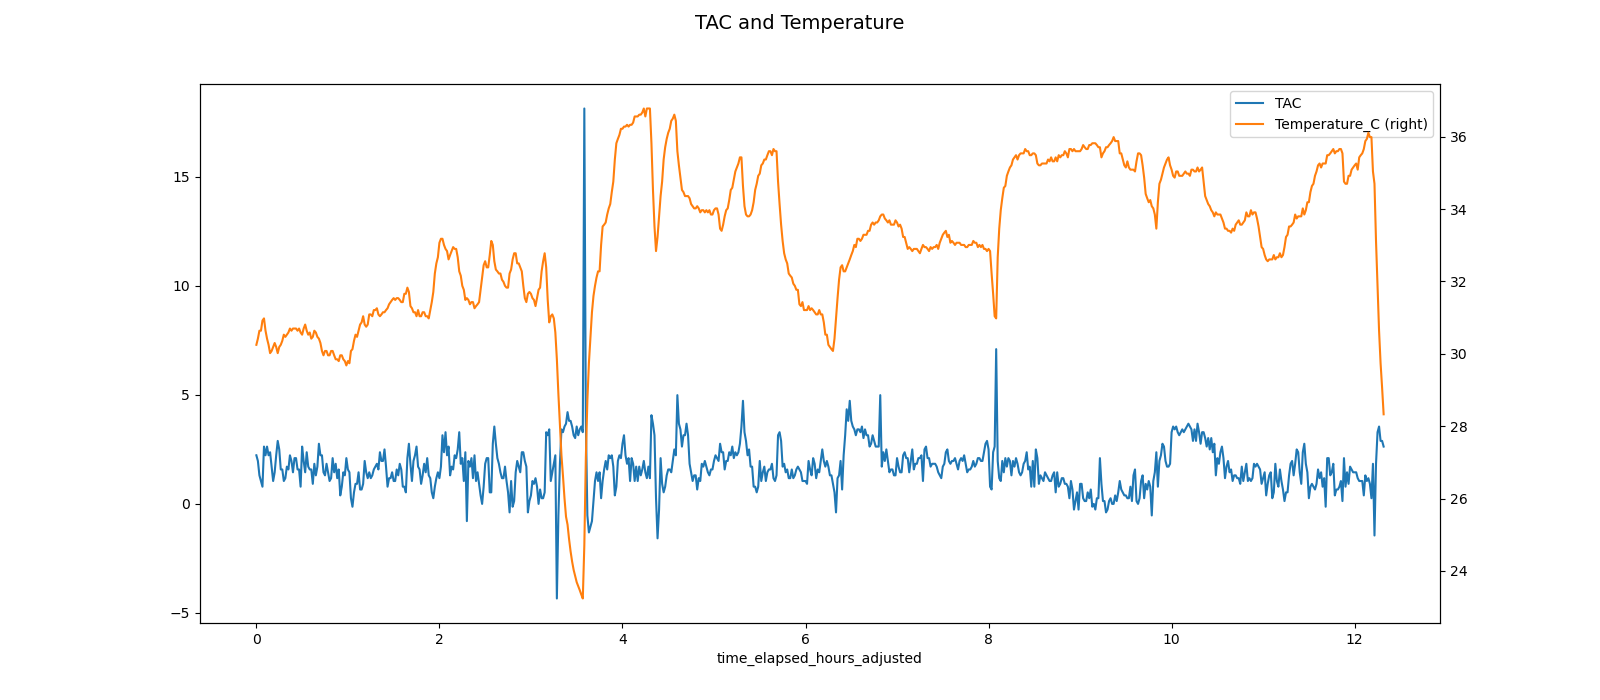 TAC and Temperature
TAC
Temperature_C (right)
15
10
5
0
−5
36
34
32
30
28
26
24
0 2 4 6 8 10 12
time_elapsed_hours_adjusted